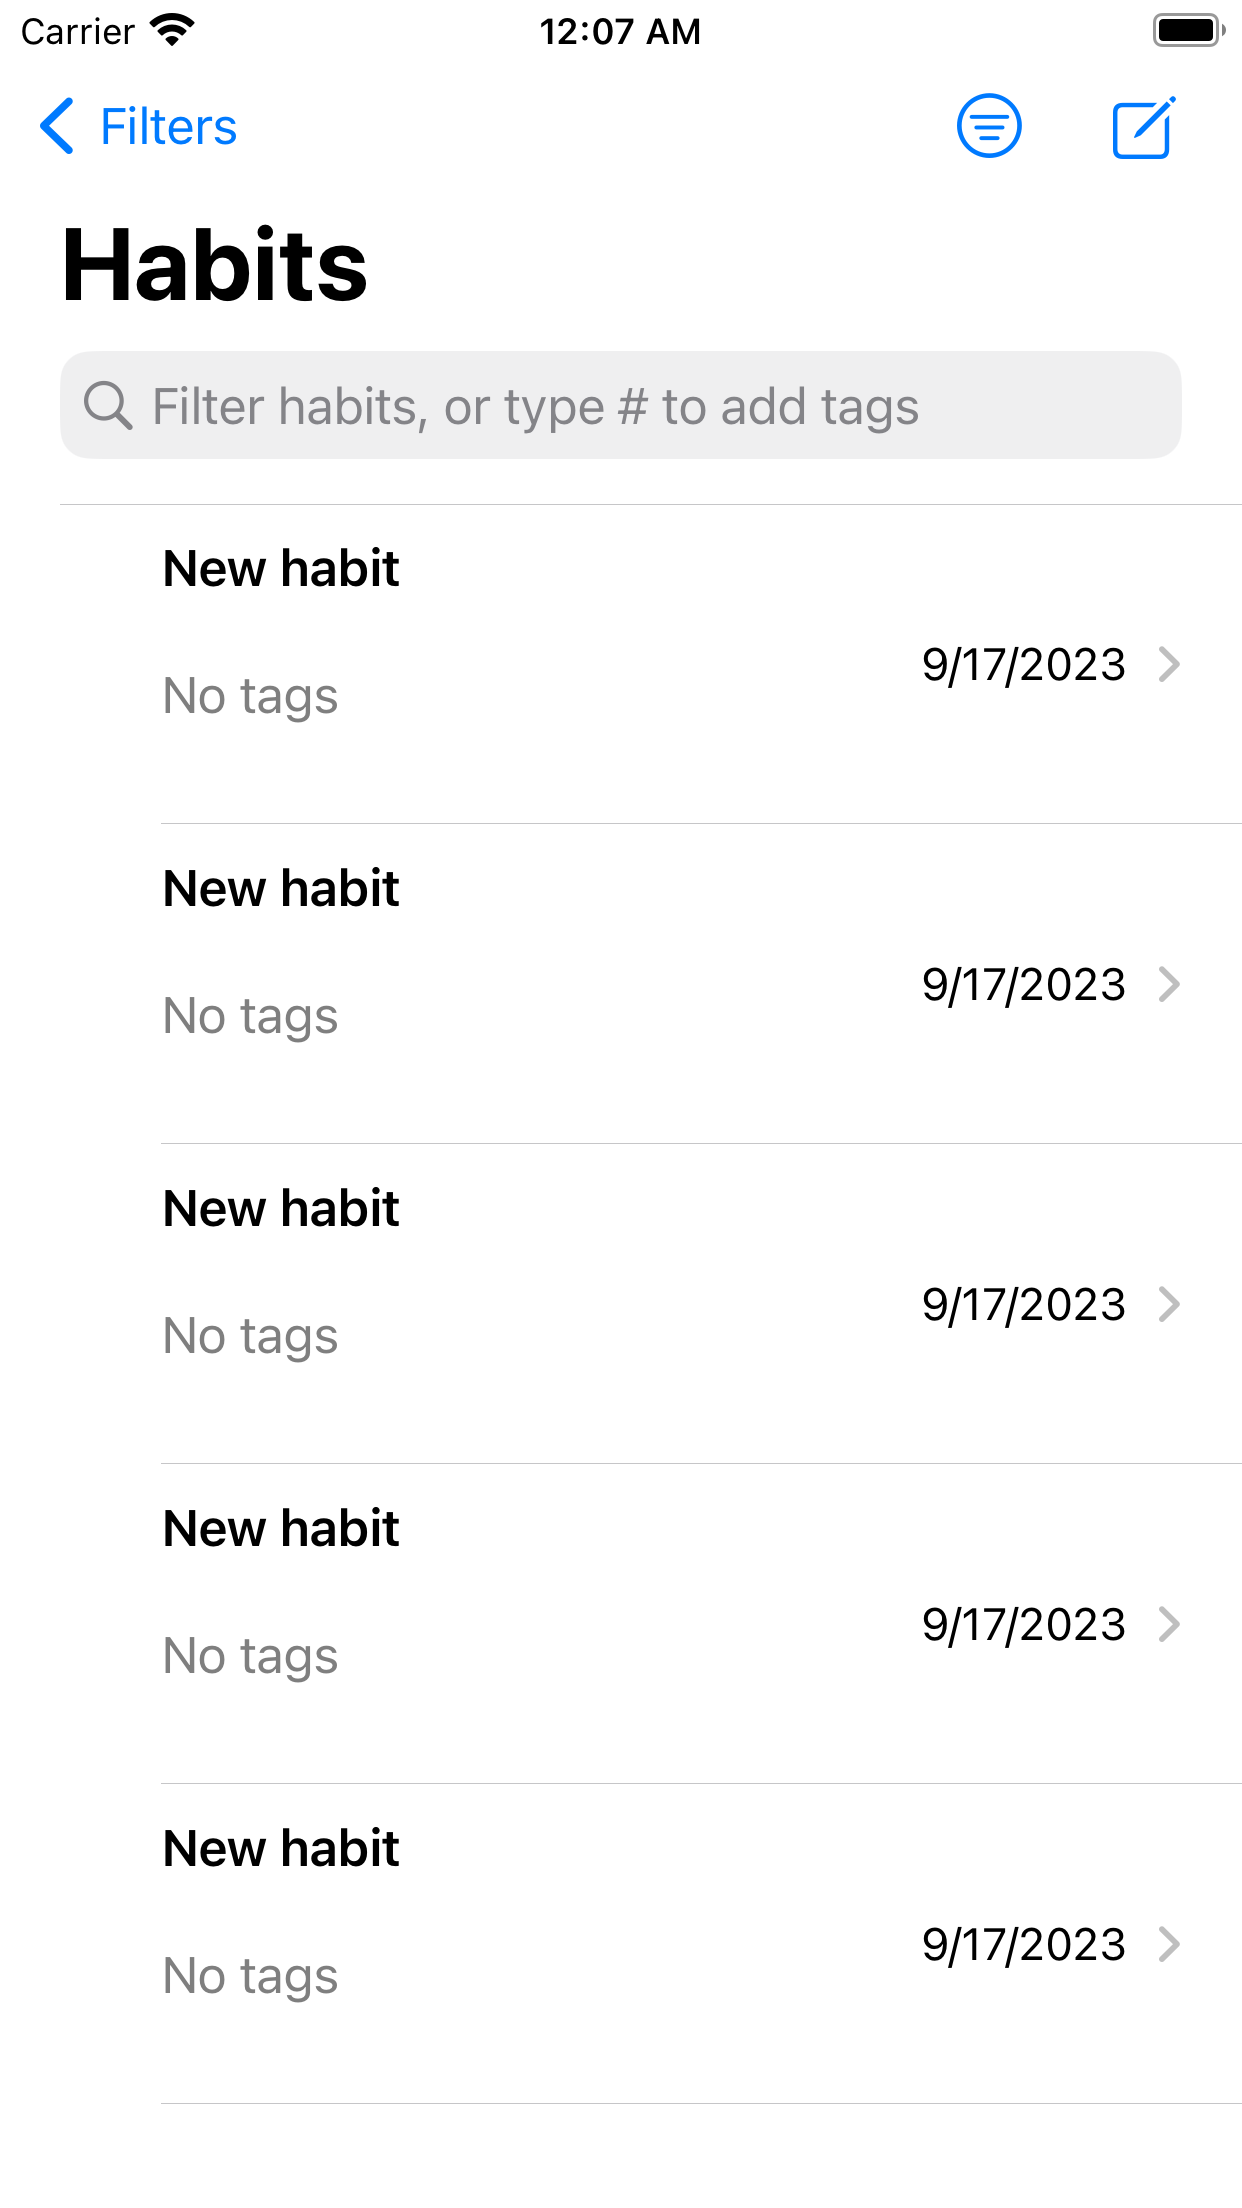 Carrier 12:07 AM
Filters
Habits
Filter habits, or type # to add tags
New habit
9/17/2023
No tags
New habit
9/17/2023
No tags
New habit
9/17/2023
No tags
New habit
9/17/2023
No tags
New habit
9/17/2023
No tags